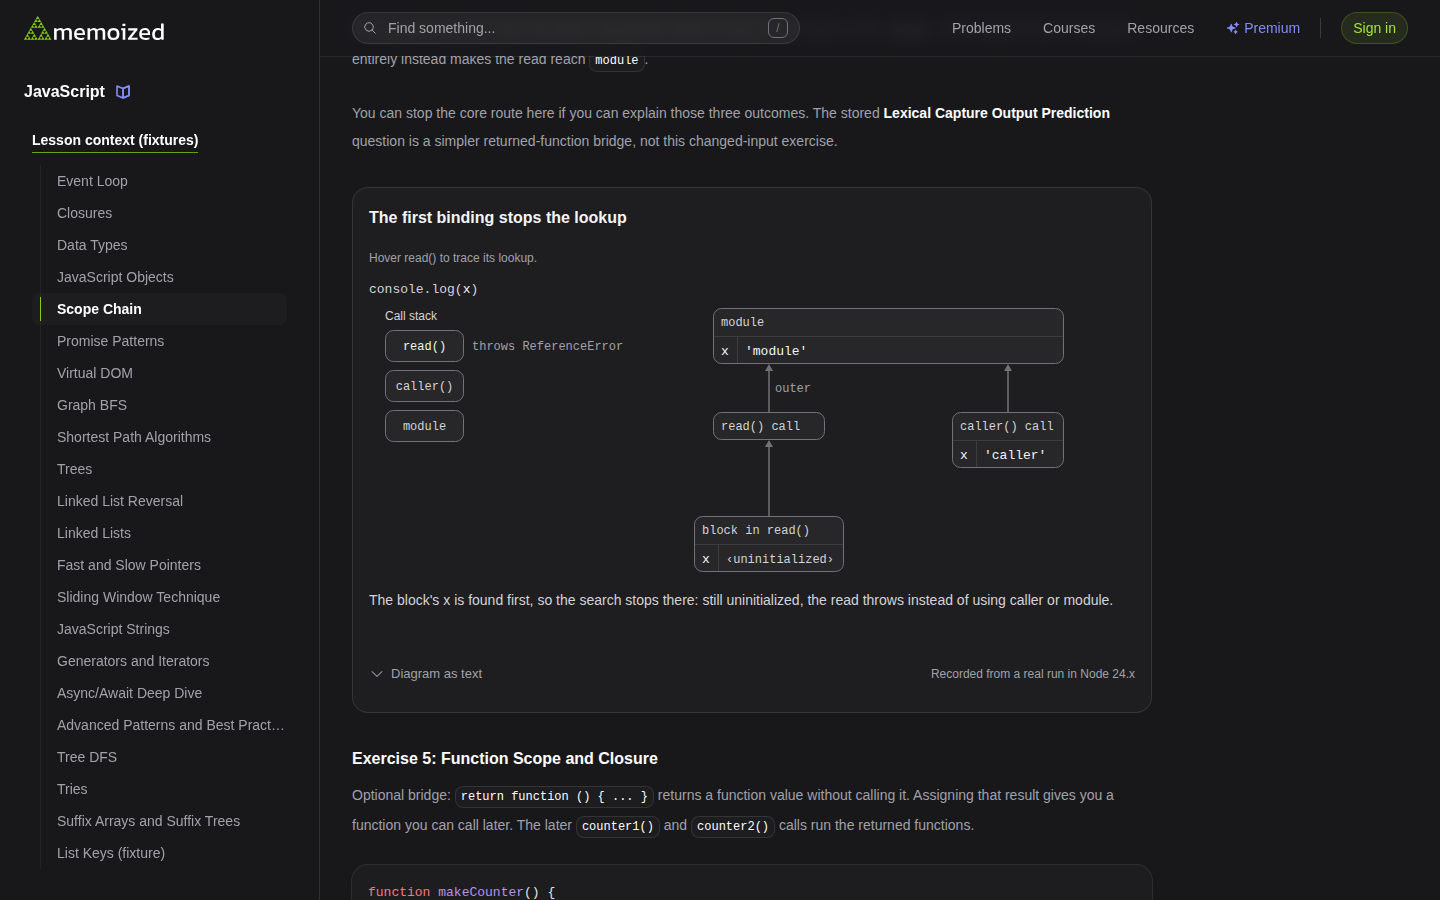 memoized
Find something...
/
Problems
Courses
Resources
Premium
Sign in
JavaScript
Lesson context (fixtures)
Event Loop
Closures
Data Types
JavaScript Objects
Scope Chain
Promise Patterns
Virtual DOM
Graph BFS
Shortest Path Algorithms
Trees
Linked List Reversal
Linked Lists
Fast and Slow Pointers
Sliding Window Technique
JavaScript Strings
Generators and Iterators
Async/Await Deep Dive
Advanced Patterns and Best Pract…
Tree DFS
Tries
Suffix Arrays and Suffix Trees
List Keys (fixture)
entirely instead makes the read reach module.
You can stop the core route here if you can explain those three outcomes. The stored Lexical Capture Output Prediction
question is a simpler returned-function bridge, not this changed-input exercise.
The first binding stops the lookup
Hover read() to trace its lookup.
console.log(x)
Call stack
read()
throws ReferenceError
caller()
module
module
x 'module'
outer
read() call
caller() call
x 'caller'
block in read()
x ‹uninitialized›
The block's x is found first, so the search stops there: still uninitialized, the read throws instead of using caller or module.
Diagram as text
Recorded from a real run in Node 24.x
Exercise 5: Function Scope and Closure
Optional bridge: return function () { ... } returns a function value without calling it. Assigning that result gives you a
function you can call later. The later counter1() and counter2() calls run the returned functions.
function makeCounter() {